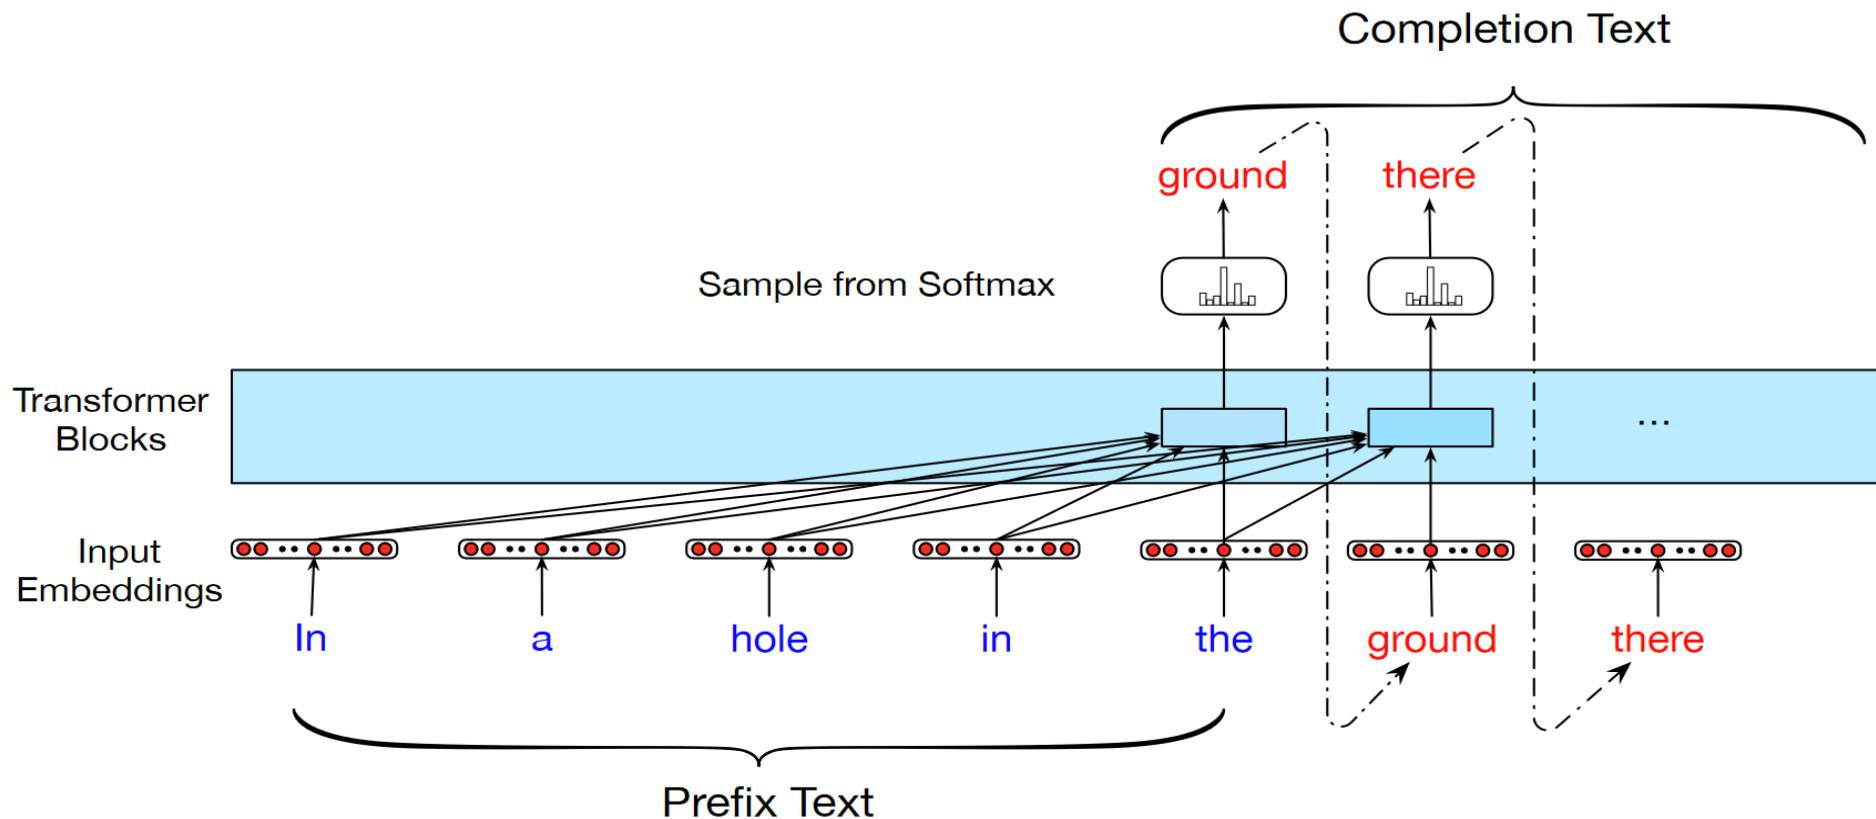 Completion Text
ground there
Sample from Softmax
Transformer
Blocks
...
Input
Embeddings
In a hole in the ground there
Prefix Text